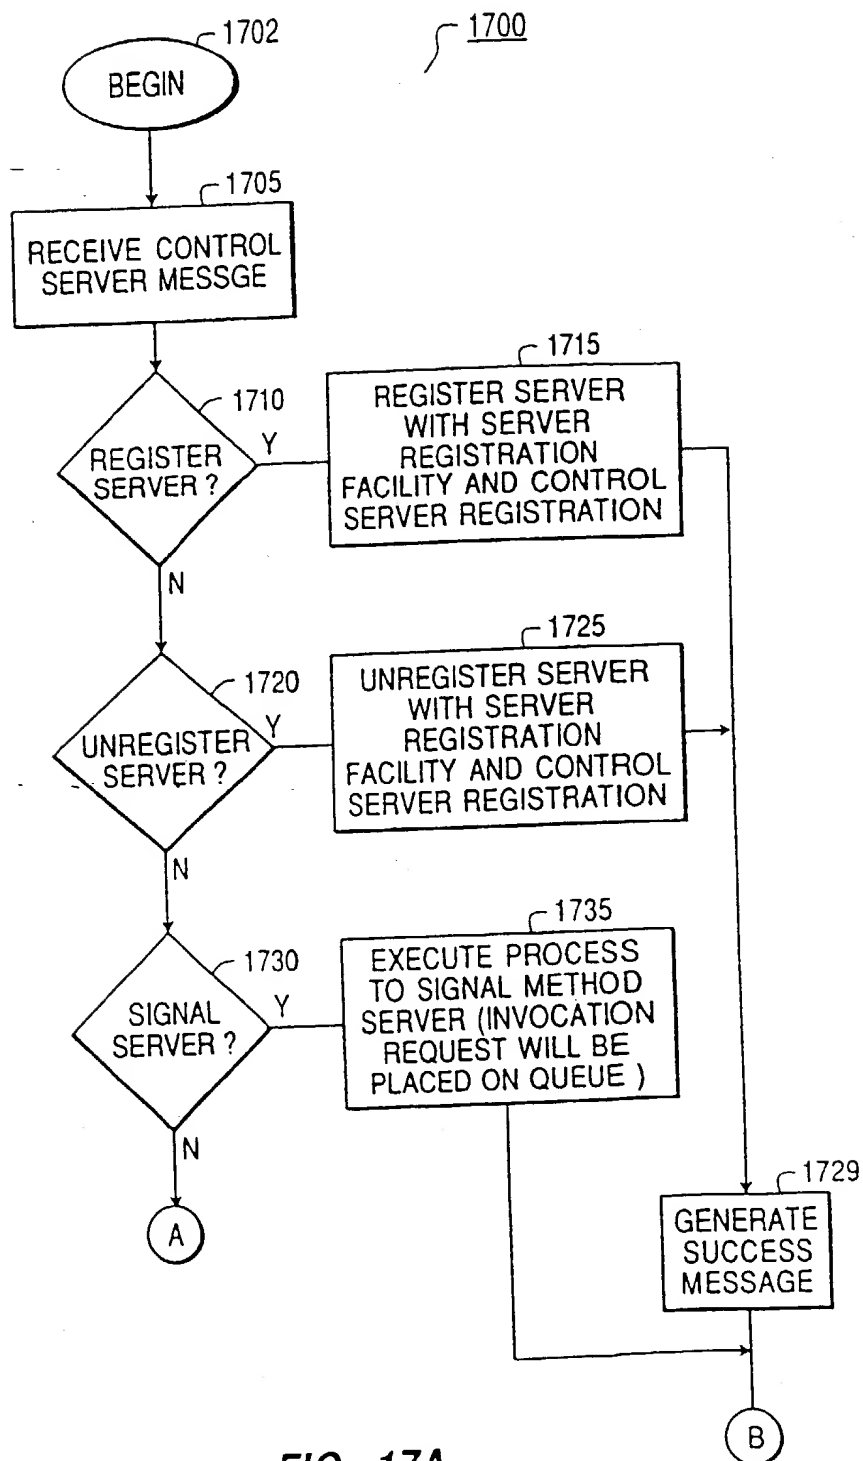 1702
1700
BEGIN
1705
RECEIVE CONTROL
SERVER MESSGE
1710
REGISTER
SERVER ?
Y
N
1715
REGISTER SERVER
WITH SERVER
REGISTRATION
FACILITY AND CONTROL
SERVER REGISTRATION
1720
UNREGISTER
SERVER ?
Y
N
1725
UNREGISTER SERVER
WITH SERVER
REGISTRATION
FACILITY AND CONTROL
SERVER REGISTRATION
1730
SIGNAL
SERVER ?
Y
N
1735
EXECUTE PROCESS
TO SIGNAL METHOD
SERVER (INVOCATION
REQUEST WILL BE
PLACED ON QUEUE )
A
1729
GENERATE
SUCCESS
MESSAGE
B
FIG. 17A